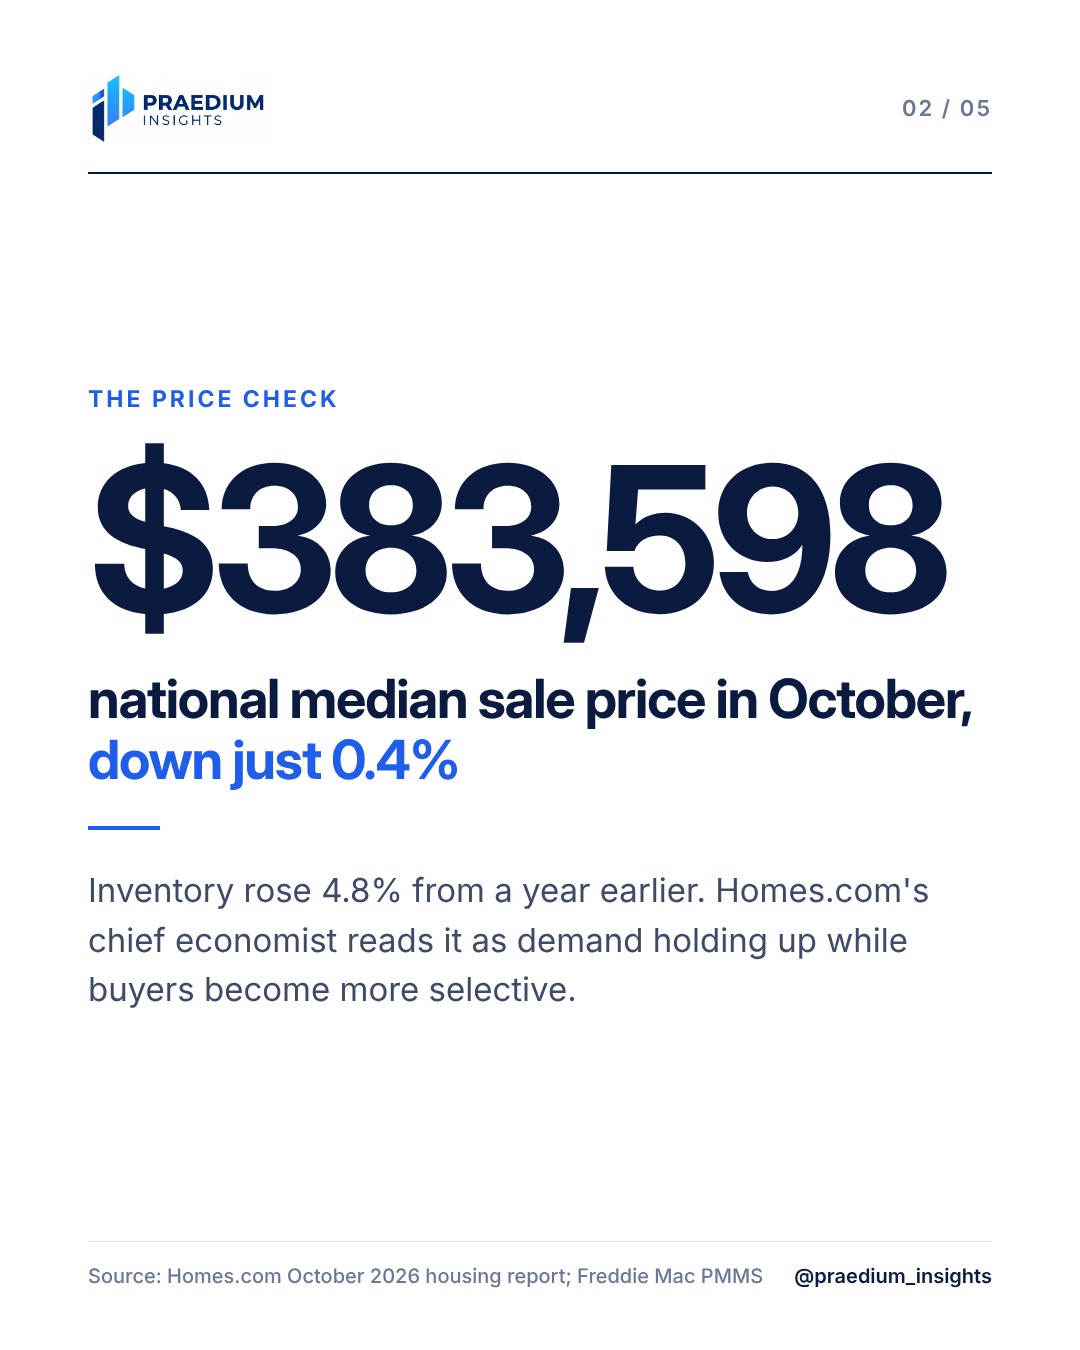 PRAEDIUM
INSIGHTS
02 / 05
THE PRICE CHECK
$383,598
national median sale price in October,
down just 0.4%
Inventory rose 4.8% from a year earlier. Homes.com's
chief economist reads it as demand holding up while
buyers become more selective.
Source: Homes.com October 2026 housing report; Freddie Mac PMMS
@praedium_insights